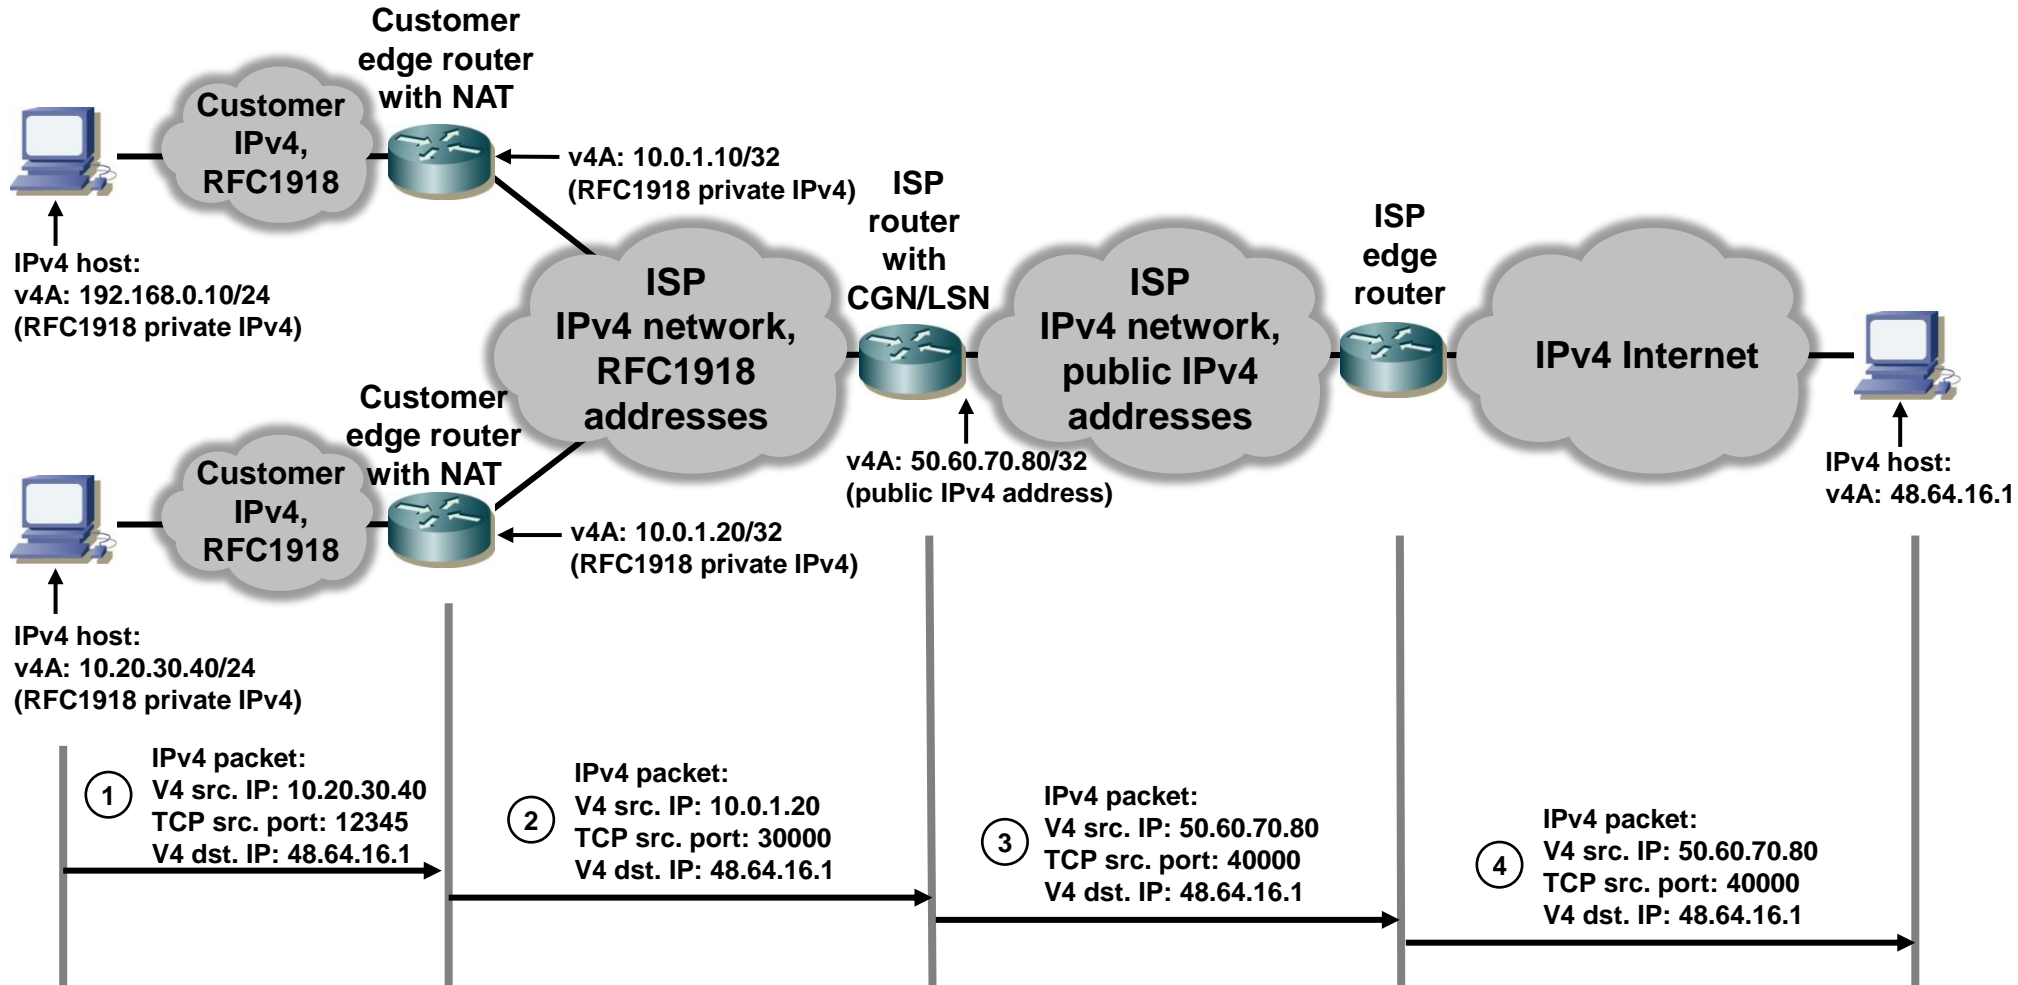 Customer
edge router
with NAT
Customer
IPv4,
RFC1918
v4A: 10.0.1.10/32
(RFC1918 private IPv4)
IPv4 host:
v4A: 192.168.0.10/24
(RFC1918 private IPv4)
ISP
IPv4 network,
RFC1918
addresses
ISP
router
with
CGN/LSN
ISP
IPv4 network,
public IPv4
addresses
ISP
edge
router
IPv4 Internet
v4A: 50.60.70.80/32
(public IPv4 address)
IPv4 host:
v4A: 48.64.16.1
Customer
edge router
with NAT
Customer
IPv4,
RFC1918
v4A: 10.0.1.20/32
(RFC1918 private IPv4)
IPv4 host:
v4A: 10.20.30.40/24
(RFC1918 private IPv4)
1
IPv4 packet:
V4 src. IP: 10.20.30.40
TCP src. port: 12345
V4 dst. IP: 48.64.16.1
2
IPv4 packet:
V4 src. IP: 10.0.1.20
TCP src. port: 30000
V4 dst. IP: 48.64.16.1
3
IPv4 packet:
V4 src. IP: 50.60.70.80
TCP src. port: 40000
V4 dst. IP: 48.64.16.1
4
IPv4 packet:
V4 src. IP: 50.60.70.80
TCP src. port: 40000
V4 dst. IP: 48.64.16.1